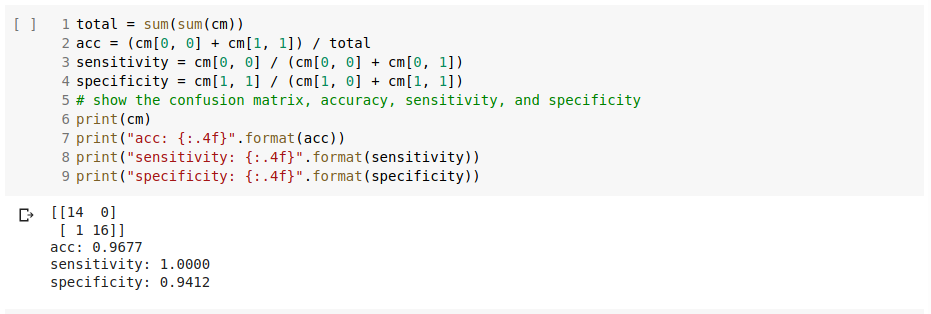 [ ] 1 total = sum(sum(cm))
2 acc = (cm[0, 0] + cm[1, 1]) / total
3 sensitivity = cm[0, 0] / (cm[0, 0] + cm[0, 1])
4 specificity = cm[1, 1] / (cm[1, 0] + cm[1, 1])
5 # show the confusion matrix, accuracy, sensitivity, and specificity
6 print(cm)
7 print("acc: {:.4f}".format(acc))
8 print("sensitivity: {:.4f}".format(sensitivity))
9 print("specificity: {:.4f}".format(specificity))
[[14  0]
 [ 1 16]]
acc: 0.9677
sensitivity: 1.0000
specificity: 0.9412